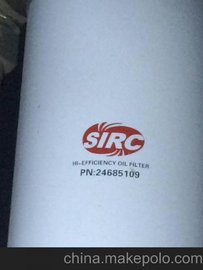 SIRC
HI-EFFICIENCY OIL FILTER
PN:24685109
china.makepolo.com